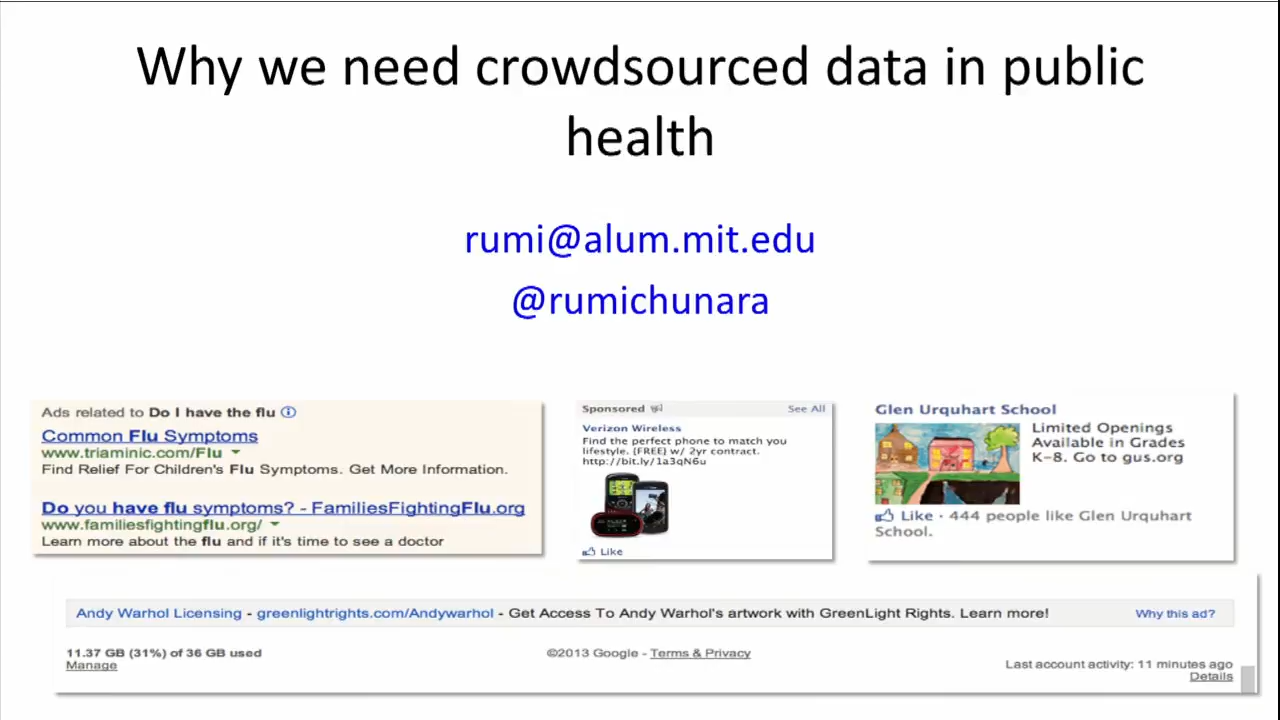 Why we need crowdsourced data in public
health
rumi@alum.mit.edu
@rumichunara
Ads related to Do I have the flu
Common Flu Symptoms
www.triaminic.com/Flu
Find Relief For Children's Flu Symptoms. Get More Information.
Do you have flu symptoms? - FamiliesFightingFlu.org
www.familiesfightingflu.org/
Learn more about the flu and if it's time to see a doctor
Sponsored See All
Verizon Wireless
Find the perfect phone to match you
lifestyle. {FREE} w/ 2yr contract.
http://bit.ly/1a3qN6u
Like
Glen Urquhart School
Limited Openings
Available in Grades
K-8. Go to gus.org
Like · 444 people like Glen Urquhart
School.
Andy Warhol Licensing - greenlightrights.com/Andywarhol - Get Access To Andy Warhol's artwork with GreenLight Rights. Learn more! Why this ad?
11.37 GB (31%) of 36 GB used
Manage
©2013 Google - Terms & Privacy
Last account activity: 11 minutes ago
Details